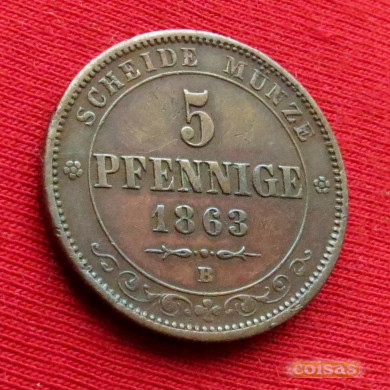 SCHEIDE MÜNZE
5
PFENNIGE
1863
B
coisas